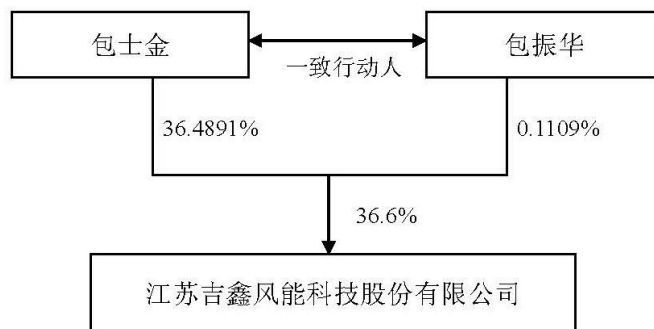 包士金
包振华
一致行动人
36.4891%
0.1109%
36.6%
江苏吉鑫风能科技股份有限公司